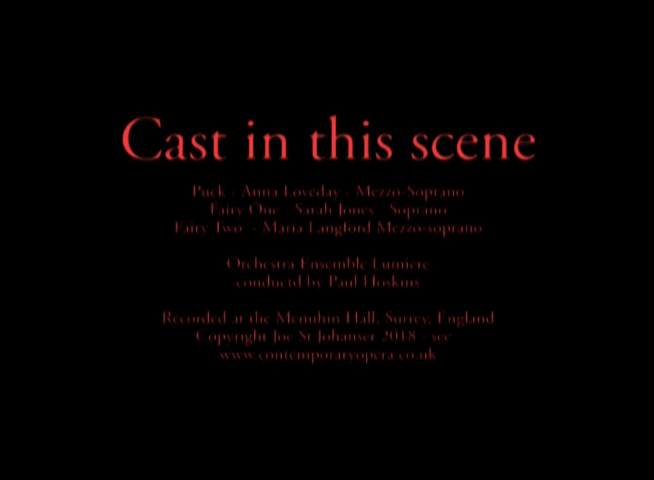 Cast in this scene
Puck - Anna Loveday - Mezzo-Soprano
Fairy One - Sarah Jones - Soprano
Fairy Two - Maria Langford Mezzo-soprano
Orchestra Ensemble Lumiere
conductd by Paul Hoskins
Recorded at the Menuhin Hall, Surrey, England
Copyright Joe St Johanser 2018 - see
www.contemporaryopera.co.uk